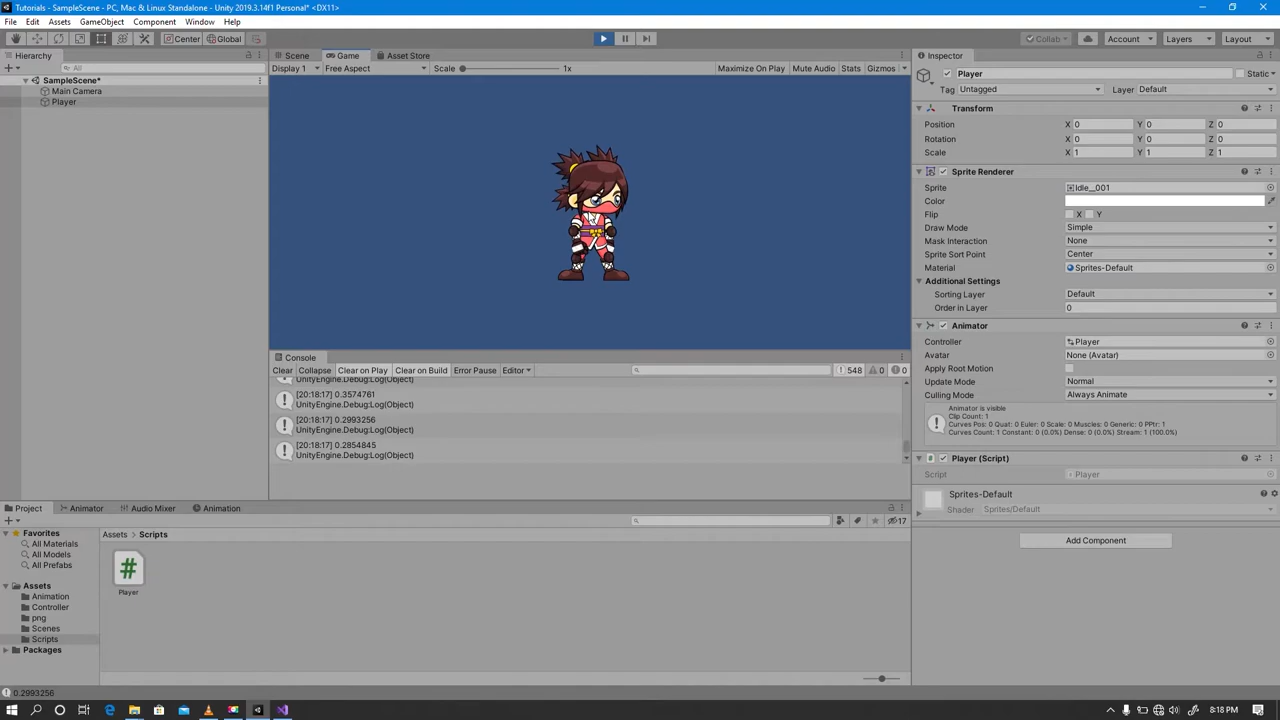 Tutorials - SampleScene - PC, Mac & Linux Standalone - Unity 2019.3.14f1 Personal* <DX11>
File Edit Assets GameObject Component Window Help
Center Global Collab Account Layers Layout
Hierarchy
All
SampleScene*
Main Camera
Player
Scene Game Asset Store
Display 1 Free Aspect Scale 1x Maximize On Play Mute Audio Stats Gizmos
Console
Clear Collapse Clear on Play Clear on Build Error Pause Editor 548 0 0
UnityEngine.Debug:Log(Object)
[20:18:17] 0.3574761
UnityEngine.Debug:Log(Object)
[20:18:17] 0.2993256
UnityEngine.Debug:Log(Object)
[20:18:17] 0.2854845
UnityEngine.Debug:Log(Object)
Project Animator Audio Mixer Animation
17
Favorites
All Materials
All Models
All Prefabs
Assets
Animation
Controller
png
Scenes
Scripts
Packages
Assets Scripts
#
Player
Inspector
Player Static
Tag Untagged Layer Default
Transform
Position X 0 Y 0 Z 0
Rotation X 0 Y 0 Z 0
Scale X 1 Y 1 Z 1
Sprite Renderer
Sprite Idle__001
Color
Flip X Y
Draw Mode Simple
Mask Interaction None
Sprite Sort Point Center
Material Sprites-Default
Additional Settings
Sorting Layer Default
Order in Layer 0
Animator
Controller Player
Avatar None (Avatar)
Apply Root Motion
Update Mode Normal
Culling Mode Always Animate
Animator is visible
Clip Count: 1
Curves Pos: 0 Quat: 0 Euler: 0 Scale: 0 Muscles: 0 Generic: 0 PPtr: 1
Curves Count: 1 Constant: 0 (0.0%) Dense: 0 (0.0%) Stream: 1 (100.0%)
# Player (Script)
Script Player
Sprites-Default
Shader Sprites/Default
Add Component
0.2993256
8:18 PM